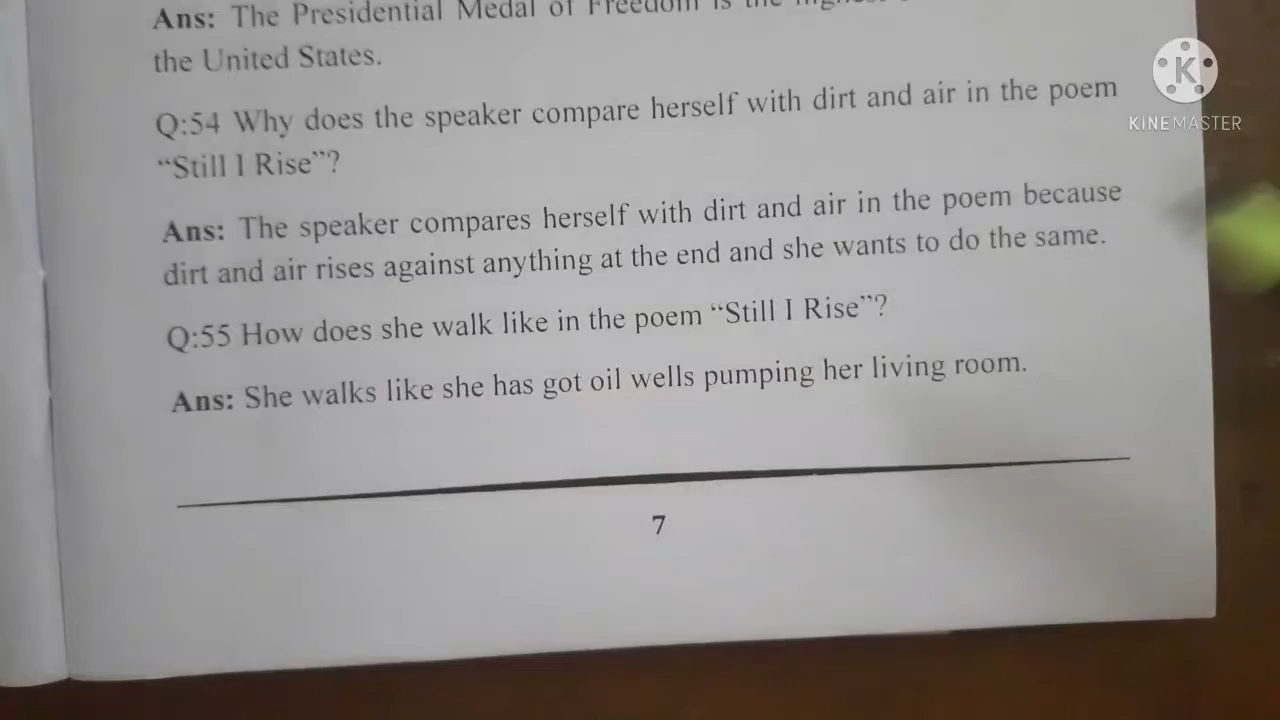 Ans: The Presidential Medal of Freedom is the
the United States.
Q:54 Why does the speaker compare herself with dirt and air in the poem
“Still I Rise”?
Ans: The speaker compares herself with dirt and air in the poem because
dirt and air rises against anything at the end and she wants to do the same.
Q:55 How does she walk like in the poem “Still I Rise”?
Ans: She walks like she has got oil wells pumping her living room.
7
K
KINEMASTER